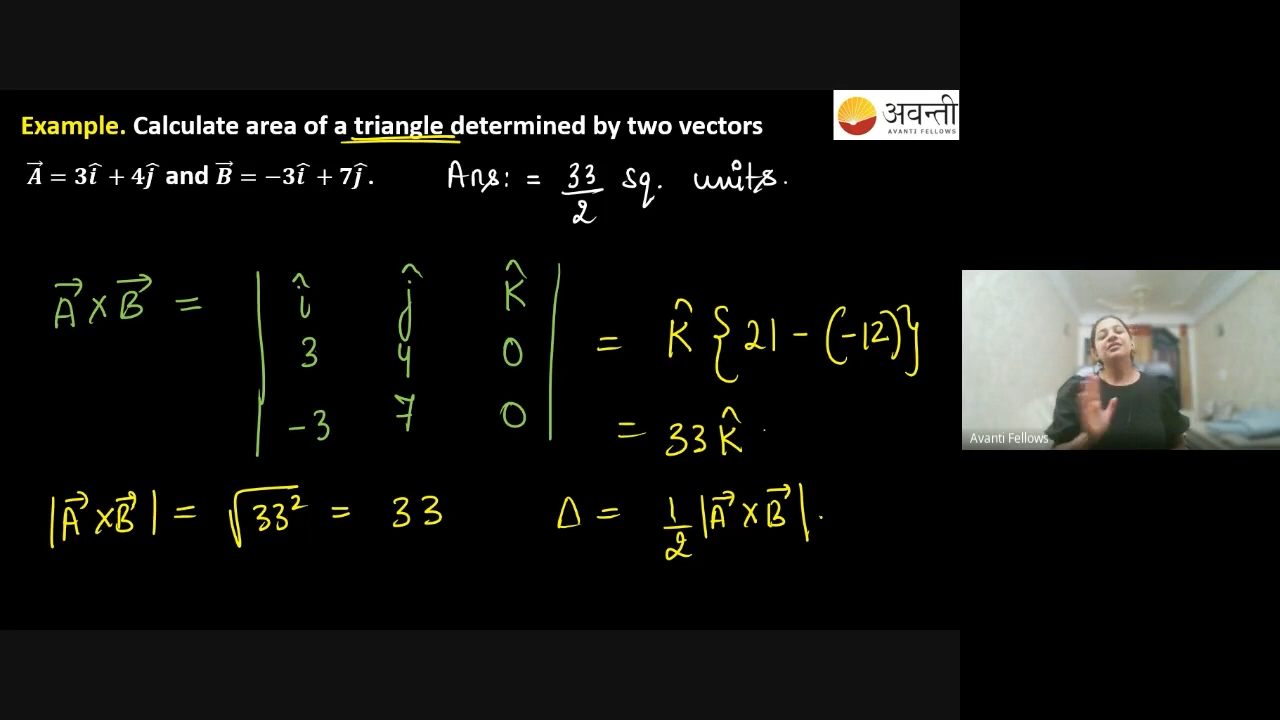 Example. Calculate area of a triangle determined by two vectors
अवन्ती
AVANTI FELLOWS
A⃗ = 3î + 4ĵ and B⃗ = −3î + 7ĵ.
Ans: = 33/2 sq. units.
A⃗ × B⃗ = | î ĵ k̂ |
| 3 4 0 |
| -3 7 0 |
= k̂ {21 - (-12)}
= 33 k̂
|A⃗ × B⃗| = √33² = 33
Δ = 1/2 |A⃗ × B⃗|.
Avanti Fellows